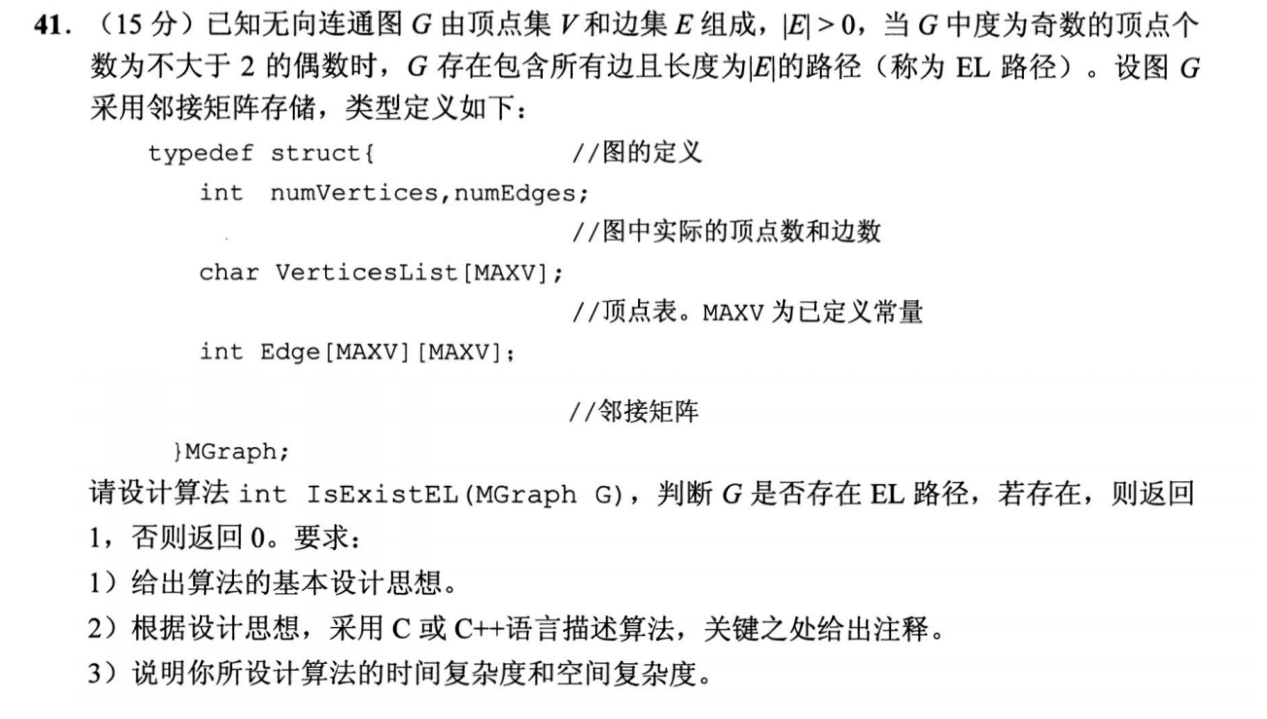 41. （15 分）已知无向连通图 G 由顶点集 V 和边集 E 组成，|E|>0，当 G 中度为奇数的顶点个
数为不大于 2 的偶数时，G 存在包含所有边且长度为|E|的路径（称为 EL 路径）。设图 G
采用邻接矩阵存储，类型定义如下：
typedef struct{ //图的定义
int numVertices,numEdges;
//图中实际的顶点数和边数
char VerticesList[MAXV];
//顶点表。MAXV 为已定义常量
int Edge[MAXV][MAXV];
//邻接矩阵
}MGraph;
请设计算法 int IsExistEL(MGraph G)，判断 G 是否存在 EL 路径，若存在，则返回
1，否则返回 0。要求：
1）给出算法的基本设计思想。
2）根据设计思想，采用 C 或 C++语言描述算法，关键之处给出注释。
3）说明你所设计算法的时间复杂度和空间复杂度。